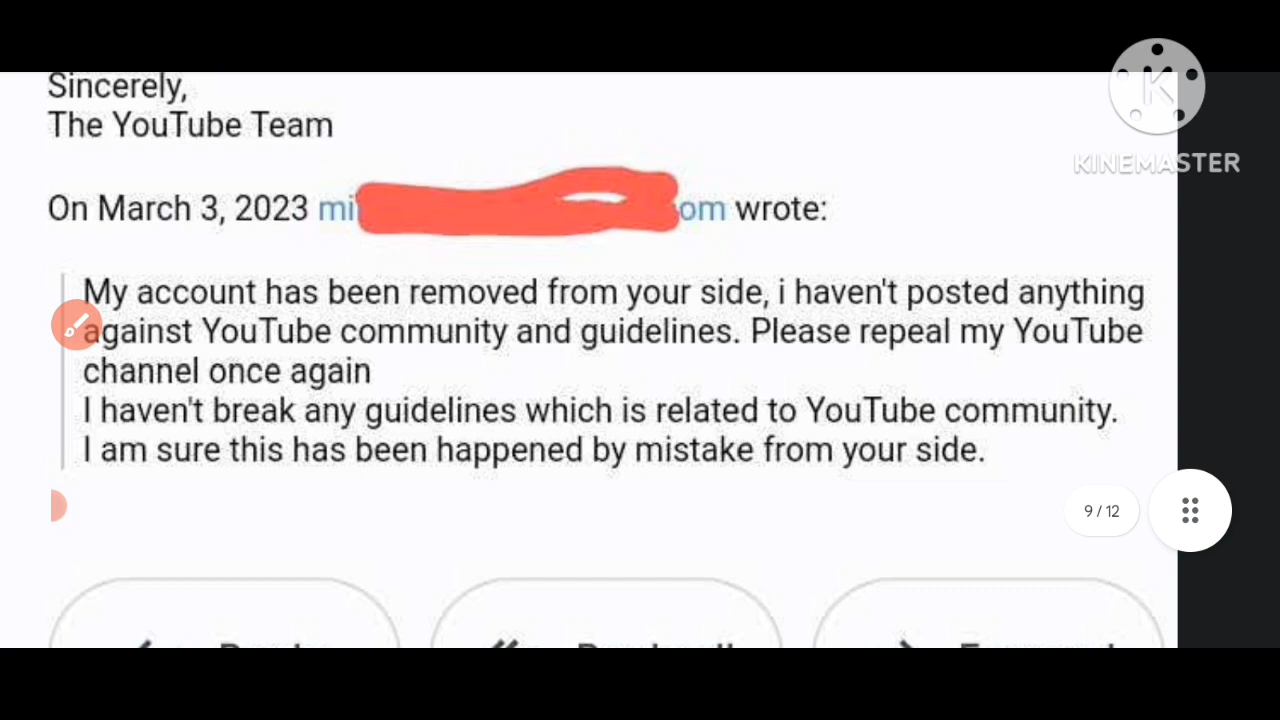 Sincerely,
The YouTube Team
KINEMASTER
On March 3, 2023 mi om wrote:
My account has been removed from your side, i haven't posted anything
against YouTube community and guidelines. Please repeal my YouTube
channel once again
I haven't break any guidelines which is related to YouTube community.
I am sure this has been happened by mistake from your side.
9 / 12